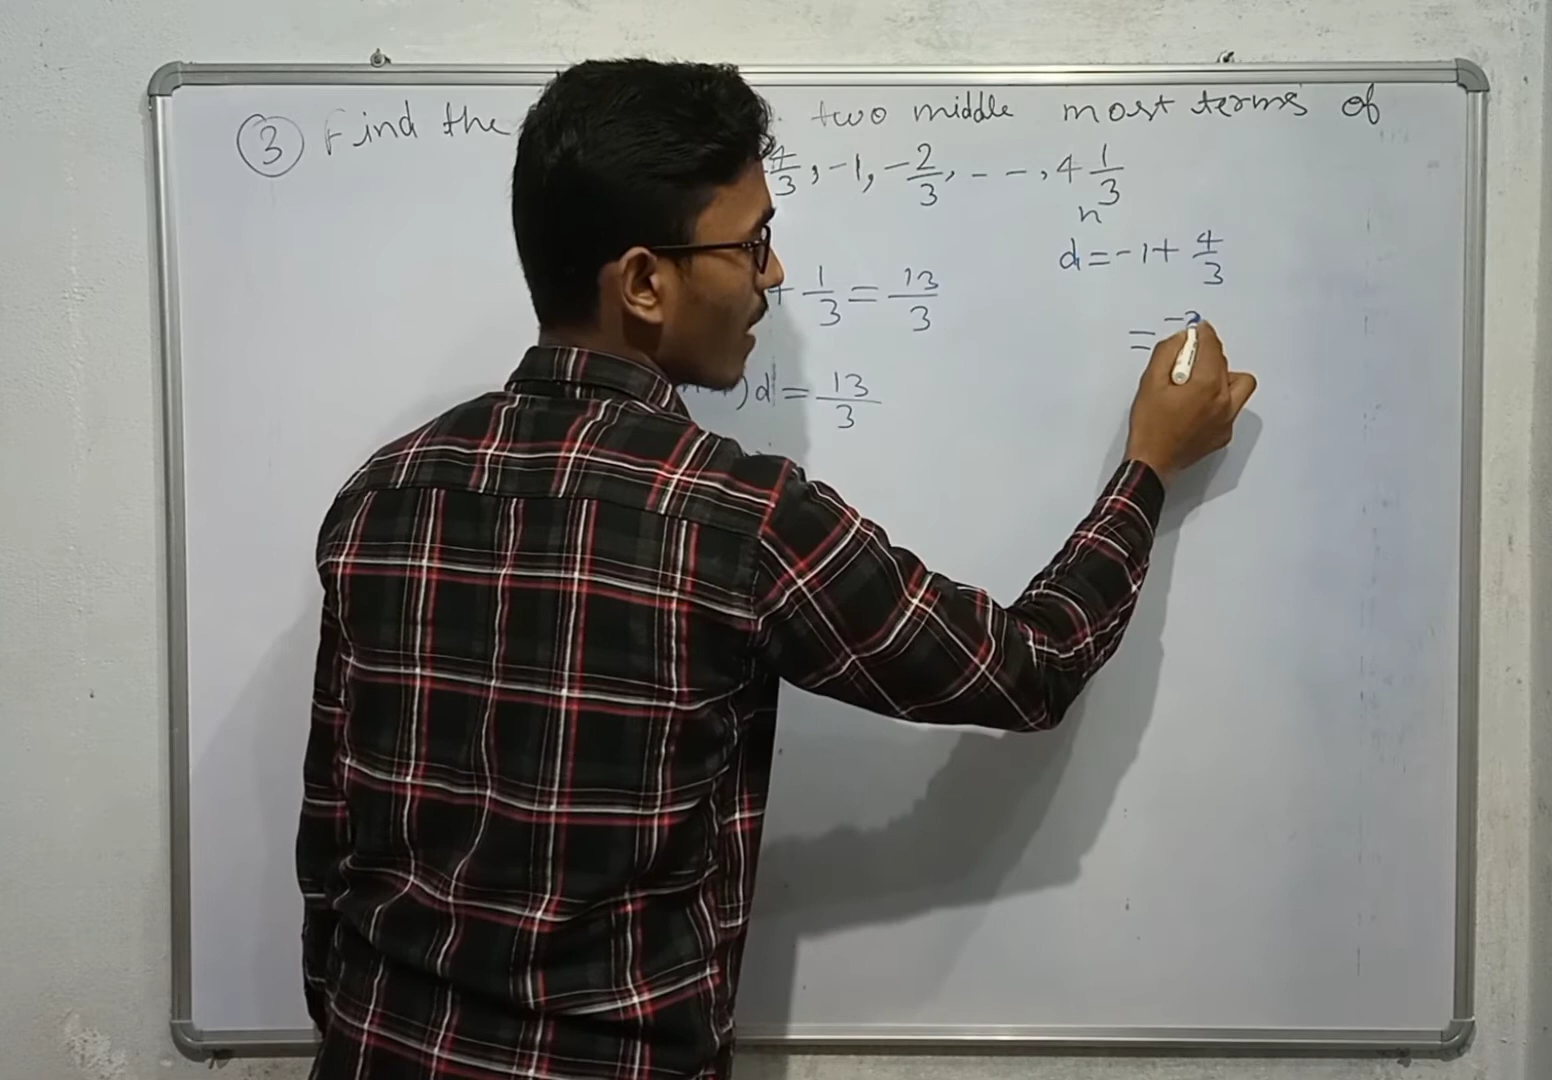 ③ Find the two middle most terms of
4/3, -1, -2/3, - - -, 4 1/3
n
d = -1 + 4/3
+ 1/3 = 13/3
= -3
)d = 13/3